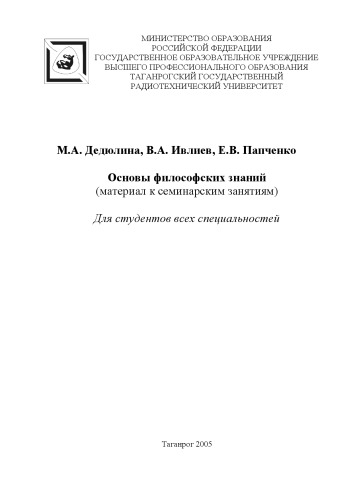 МИНИСТЕРСТВО ОБРАЗОВАНИЯ
РОССИЙСКОЙ ФЕДЕРАЦИИ
ГОСУДАРСТВЕННОЕ ОБРАЗОВАТЕЛЬНОЕ УЧРЕЖДЕНИЕ
ВЫСШЕГО ПРОФЕССИОНАЛЬНОГО ОБРАЗОВАНИЯ
ТАГАНРОГСКИЙ ГОСУДАРСТВЕННЫЙ
РАДИОТЕХНИЧЕСКИЙ УНИВЕРСИТЕТ
М.А. Дедюлина, В.А. Ивлиев, Е.В. Папченко
Основы философских знаний
(материал к семинарским занятиям)
Для студентов всех специальностей
Таганрог 2005